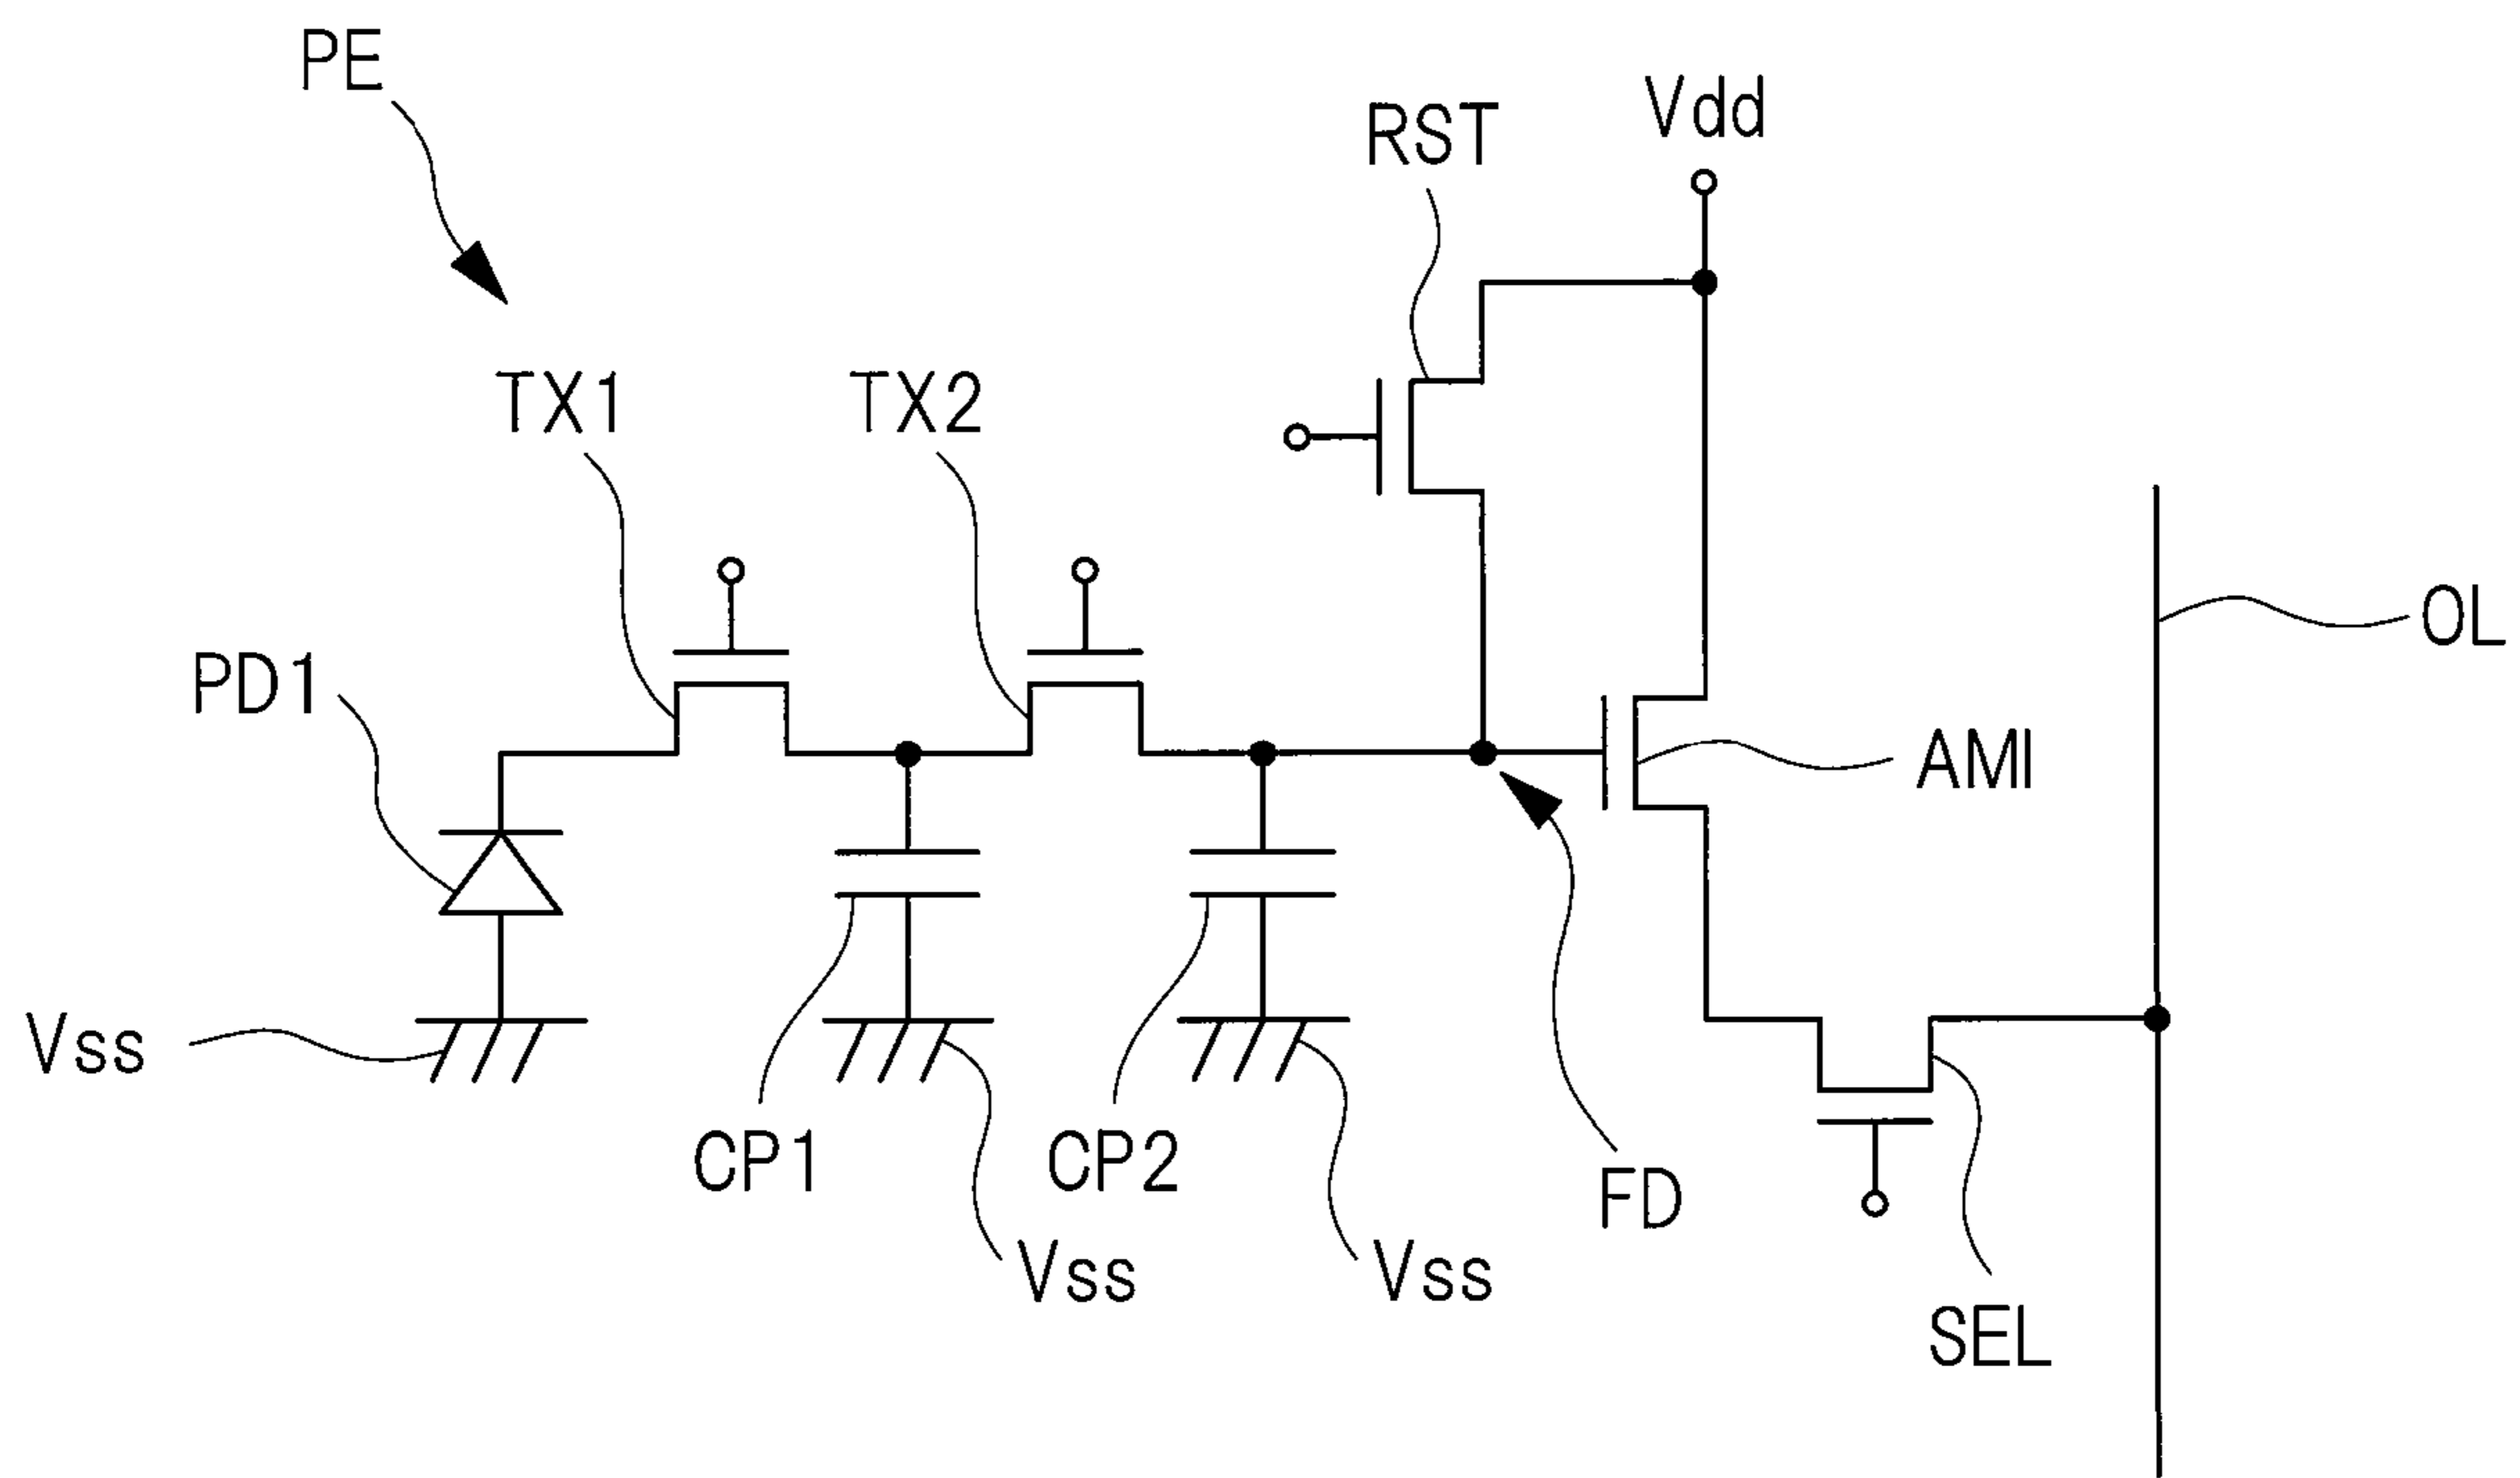 PE
Vdd
RST
TX1
TX2
OL
PD1
AMI
Vss
CP1
CP2
FD
Vss
Vss
SEL